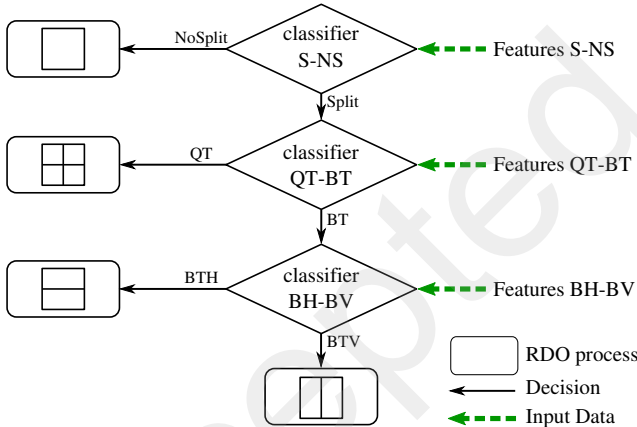 NoSplit
classifier
S-NS
Features S-NS
Split
QT
classifier
QT-BT
Features QT-BT
BT
BTH
classifier
BH-BV
Features BH-BV
BTV
RDO process
Decision
Input Data